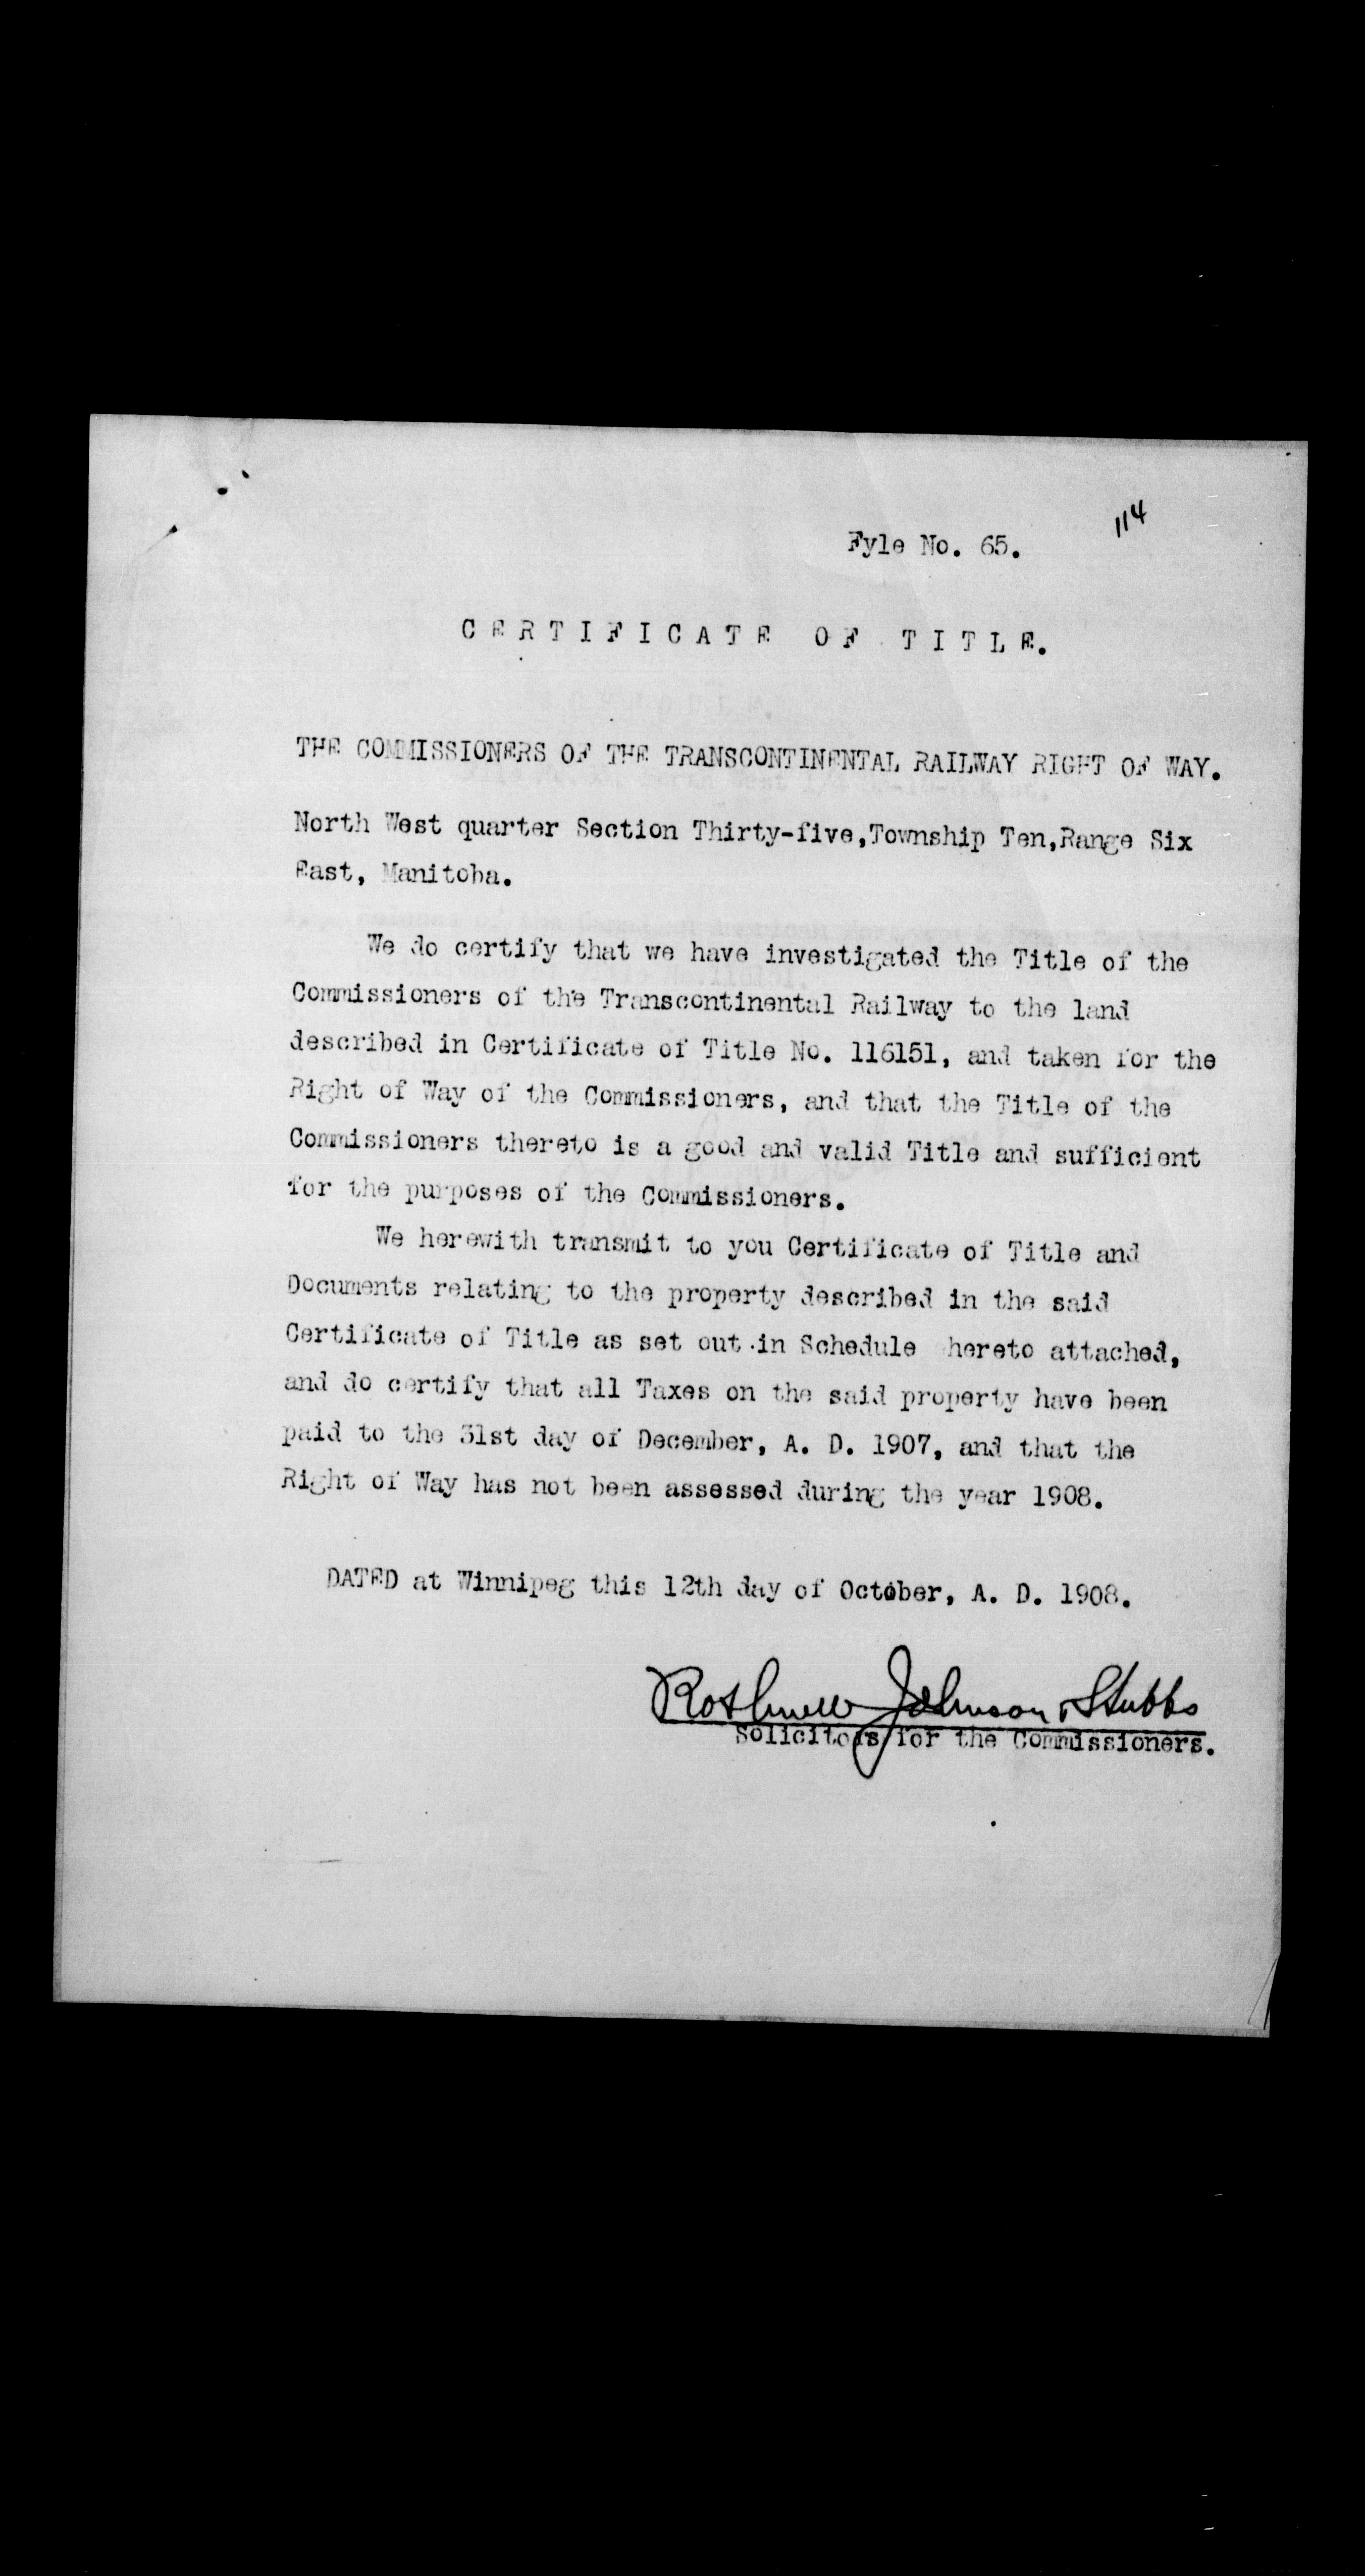 114
Fyle No. 65.
CERTIFICATE OF TITLE.
THE COMMISSIONERS OF THE TRANSCONTINENTAL RAILWAY RIGHT OF WAY.
North West quarter Section Thirty-five,Township Ten,Range Six
East, Manitoba.
We do certify that we have investigated the Title of the
Commissioners of the Transcontinental Railway to the land
described in Certificate of Title No. 116151, and taken for the
Right of Way of the Commissioners, and that the Title of the
Commissioners thereto is a good and valid Title and sufficient
for the purposes of the Commissioners.
We herewith transmit to you Certificate of Title and
Documents relating to the property described in the said
Certificate of Title as set out in Schedule hereto attached,
and do certify that all Taxes on the said property have been
paid to the 31st day of December, A. D. 1907, and that the
Right of Way has not been assessed during the year 1908.
DATED at Winnipeg this 12th day of October, A. D. 1908.
Rothwell Johnson & Stubbs
Solicitors for the Commissioners.